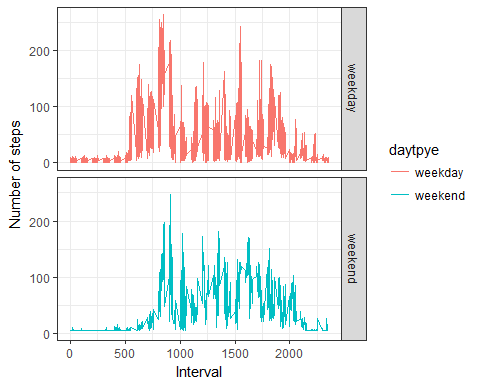 200
100
0
weekday
200
100
0
weekend
0
500
1000
1500
2000
Interval
Number of steps
daytpye
weekday
weekend